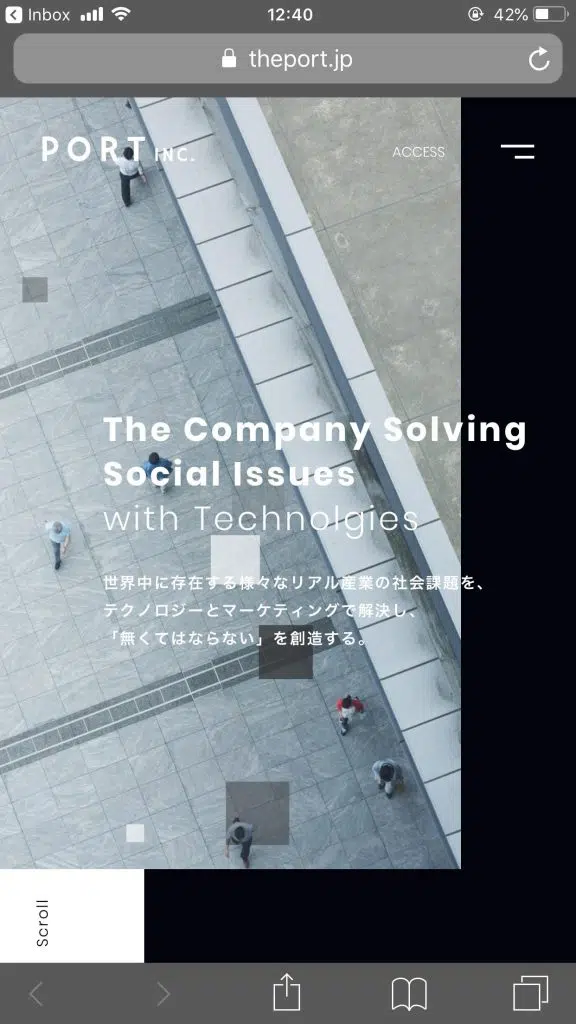 Inbox 12:40 42%
theport.jp
PORT INC. ACCESS
The Company Solving
Social Issues
with Technolgies
世界中に存在する様々なリアル産業の社会課題を、
テクノロジーとマーケティングで解決し、
「無くてはならない」を創造する。
Scroll